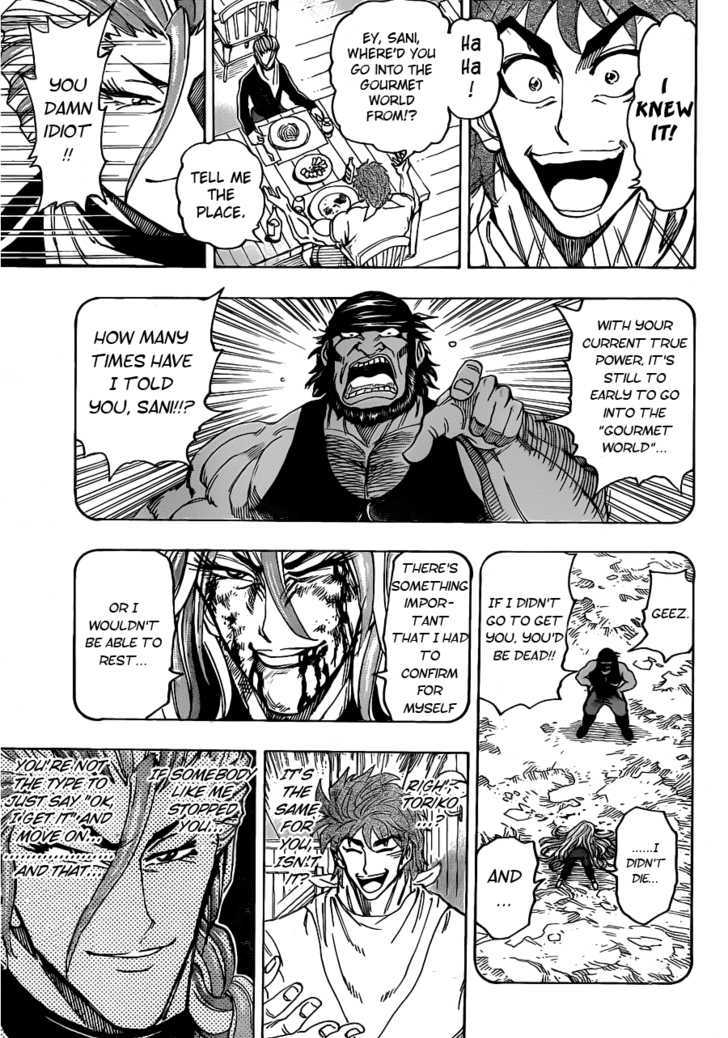 I
KNEW
IT!
HA
HA
!
EY, SANI,
WHERE'D YOU
GO INTO THE
GOURMET
WORLD
FROM!?
TELL ME
THE
PLACE.
YOU
DAMN
IDIOT
!!
WITH YOUR
CURRENT TRUE
POWER, IT'S
STILL TO
EARLY TO GO
INTO THE
"GOURMET
WORLD"...
HOW MANY
TIMES HAVE
I TOLD
YOU, SANI!!?
GEEZ.
IF I DIDN'T
GO TO GET
YOU, YOU'D
BE DEAD!!
......I
DIDN'T
DIE...
AND
...
THERE'S
SOMETHING
IMPOR-
TANT
THAT I HAD
TO
CONFIRM
FOR
MYSELF
OR I
WOULDN'T
BE ABLE TO
REST...
RIGHT,
TORIKO
...?
IT'S
THE
SAME
FOR
YOU,
ISN'T
IT?
IF SOMEBODY
LIKE ME
STOPPED
YOU...
YOU'RE NOT
THE TYPE TO
JUST SAY "OK,
I GET IT" AND
MOVE ON...
..................
AND THAT...